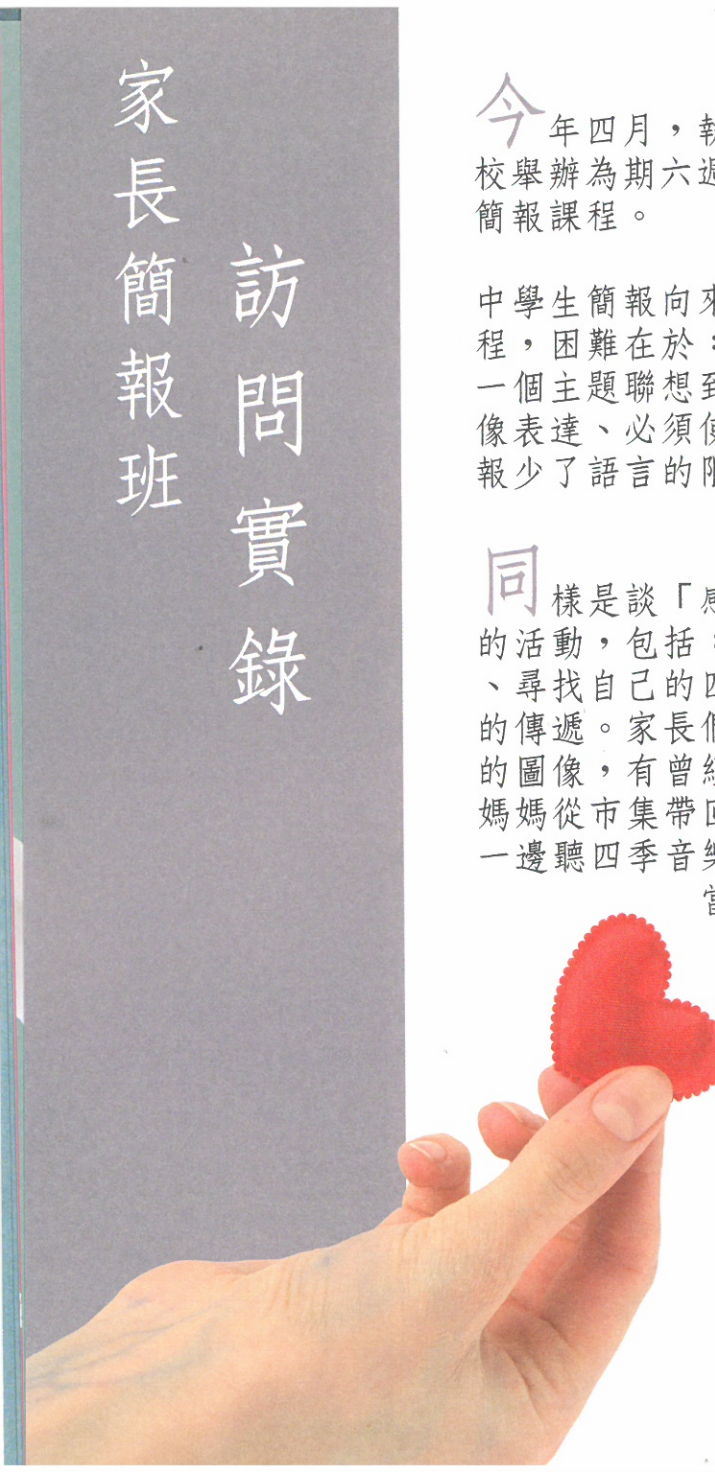 家長簡報班
訪問實錄
今年四月，
校舉辦為期六週
簡報課程。
中學生簡報向來
程，困難在於：
一個主題聯想到
像表達、必須使
報少了語言的限
同樣是談「感
的活動，包括：
、尋找自己的四
的傳遞。家長們
的圖像，有曾經
媽媽從市集帶回
一邊聽四季音樂
當